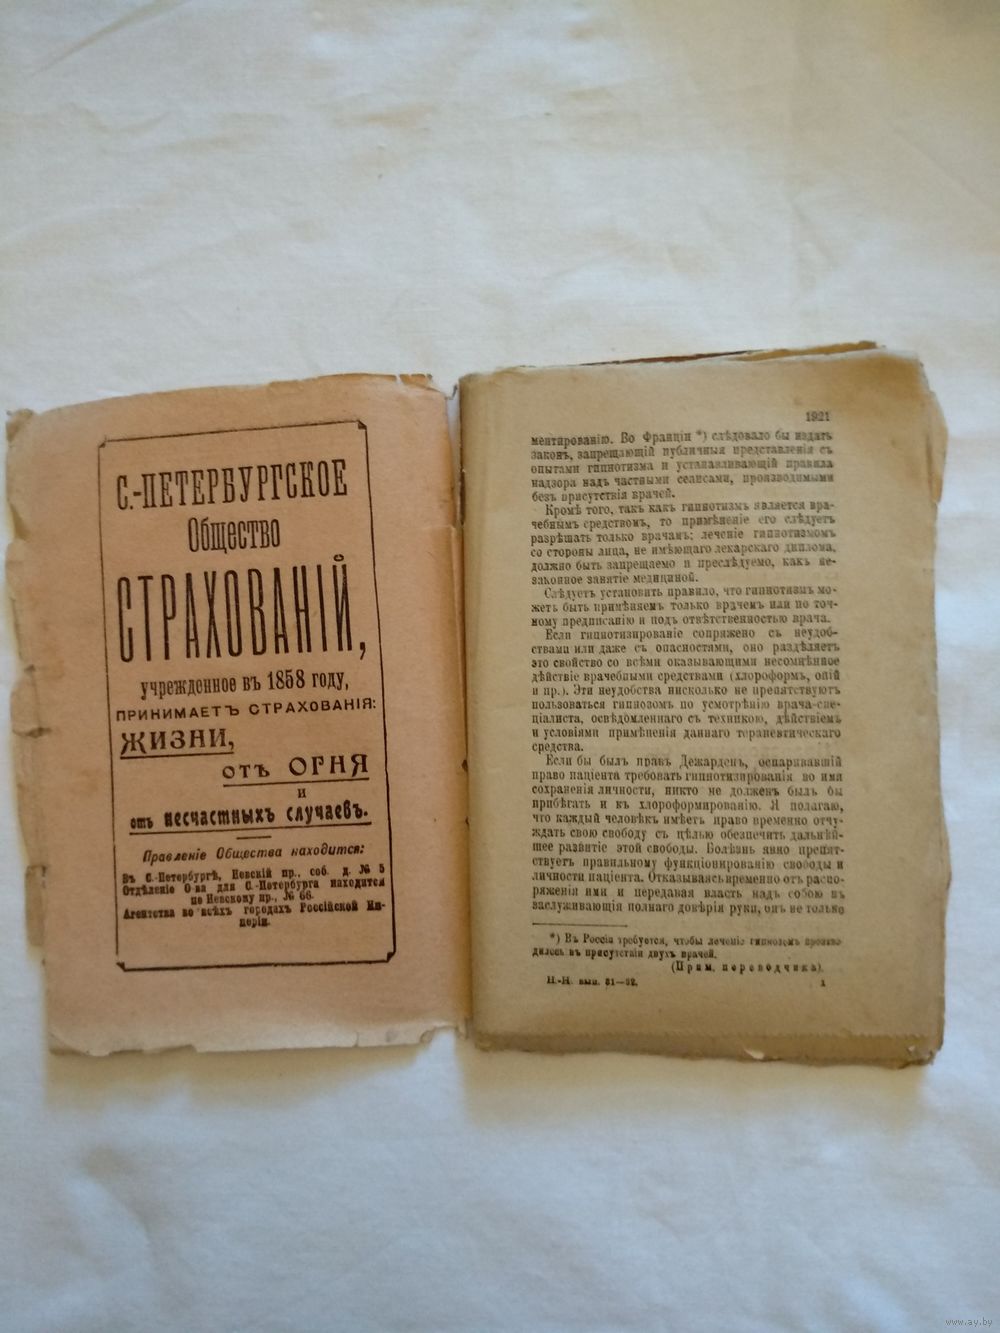 С.-ПЕТЕРБУРГСКОЕ
Общество
СТРАХОВАНІЙ,
учрежденное въ 1858 году,
ПРИНИМАЕТЪ СТРАХОВАНІЯ:
ЖИЗНИ,
отъ ОГНЯ
и
отъ несчастныхъ случаевъ.
Правленіе Общества находится:
Въ С.-Петербургѣ, Невскій пр., соб. д. № 5
Отдѣленіе О-ва для С.-Петербурга находится
по Невскому пр., № 66.
Агентства во всѣхъ городахъ Россійской Им-
періи.
1921
ментированію. Во Франціи *) слѣдовало бы издать
законъ, запрещающій публичныя представленія съ
опытами гипнотизма и устанавливающій правила
надзора надъ частными сеансами, производимыми
безъ присутствія врачей.
Кромѣ того, такъ какъ гипнотизмъ является вра-
чебнымъ средствомъ, то примѣненіе его слѣдуетъ
разрѣшать только врачамъ; леченіе гипнотизмомъ
со стороны лица, не имѣющаго лекарскаго диплома,
должно быть запрещаемо и преслѣдуемо, какъ не-
законное занятіе медициной.
Слѣдуетъ установить правило, что гипнотизмъ мо-
жетъ быть примѣняемъ только врачемъ или по точ-
ному предписанію и подъ отвѣтственностью врача.
Если гипнотизированіе сопряжено съ неудоб-
ствами или даже съ опасностями, оно раздѣляетъ
это свойство со всѣми оказывающими несомнѣнное
дѣйствіе врачебными средствами (хлороформъ, опій
и пр.). Эти неудобства нисколько не препятствуютъ
пользоваться гипнозомъ по усмотрѣнію врача-спе-
ціалиста, освѣдомленнаго съ техникою, дѣйствіемъ
и условіями примѣненія даннаго терапевтическаго
средства.
Если бы былъ правъ Дежарденъ, оспаривавшій
право паціента требовать гипнотизированія во имя
сохраненія личности, никто не долженъ былъ бы
прибѣгать и къ хлороформированію. Я полагаю,
что каждый человѣкъ имѣетъ право временно отчу-
ждать свою свободу съ цѣлью обезпечить дальнѣй-
шее развитіе этой свободы. Болѣзнь явно препят-
ствуетъ правильному функціонированію свободы и
личности паціента. Отказываясь временно отъ распо-
ряженія ими и передавая власть надъ собою въ
заслуживающія полнаго довѣрія руки, онъ не только
*) Въ Россіи требуется, чтобы леченіе гипнозомъ произво-
дилось въ присутствіи двухъ врачей.
(Прим. переводчика).
Н.-Н. вып. 31—32.
1
www.ay.by